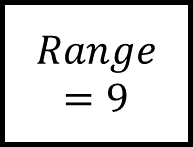 Range
= 9